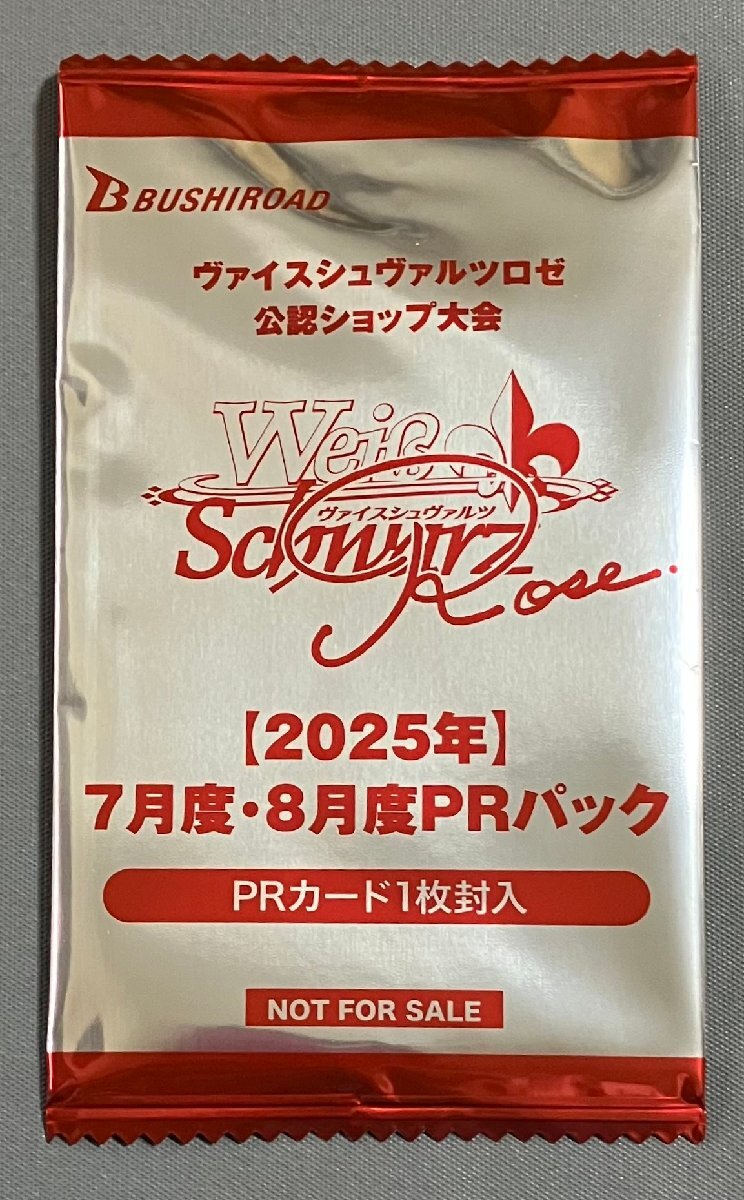 BUSHIROAD
ヴァイスシュヴァルツロゼ
公認ショップ大会
Weiß
Schwarz
ヴァイスシュヴァルツ
Rose
【2025年】
7月度・8月度PRパック
PRカード1枚封入
NOT FOR SALE